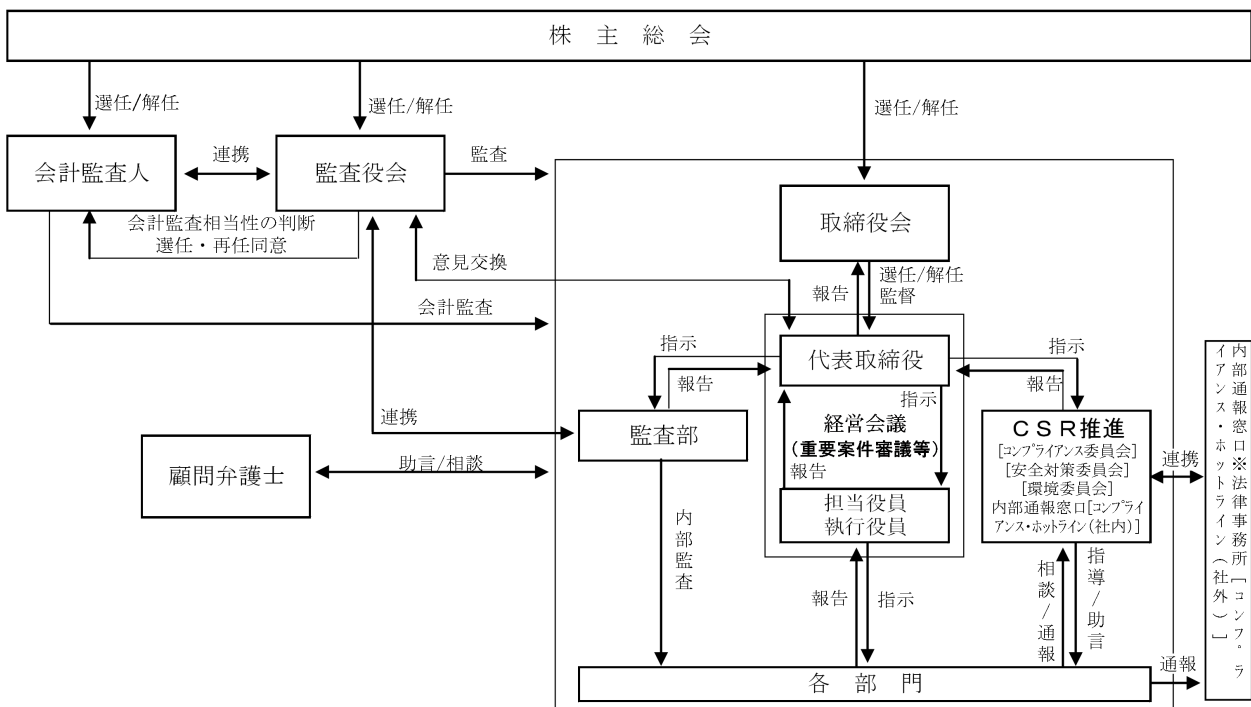 株　主　総　会
選任/解任
選任/解任
選任/解任
会計監査人
連携
監査役会
監査
取締役会
会計監査相当性の判断
選任・再任同意
意見交換
報告
選任/解任
監督
会計監査
指示
報告
代表取締役
指示
報告
指示
連携
監査部
経営会議
(重要案件審議等)
報告
担当役員
執行役員
CSR推進
[コンプライアンス委員会]
[安全対策委員会]
[環境委員会]
内部通報窓口[コンプライ
アンス・ホットライン(社内)]
連携
内部通報窓口※法律事務所[コンプラ
イアンス・ホットライン(社外)]
顧問弁護士
助言/相談
内部監査
報告
指示
相談/通報
指導/助言
通報
各　部　門